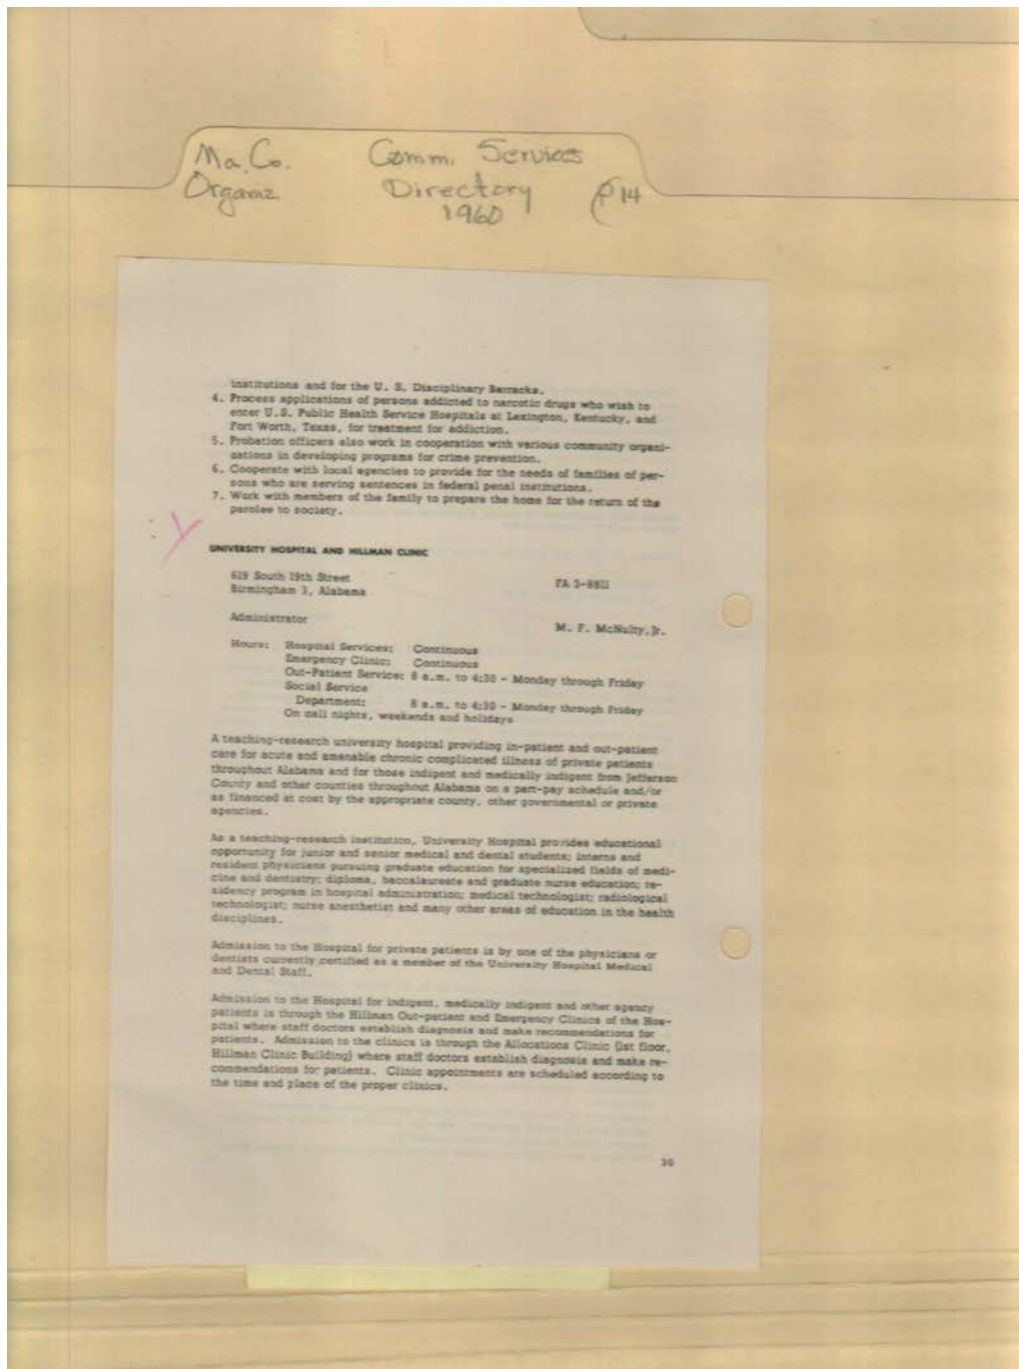 Ma. Co. Comm. Services
Organz Directory P 14
1960
institutions and for the U. S. Disciplinary Barracks.
4. Process applications of persons addicted to narcotic drugs who wish to
enter U.S. Public Health Service Hospitals at Lexington, Kentucky, and
Fort Worth, Texas, for treatment for addiction.
5. Probation officers also work in cooperation with various community organi-
zations in developing programs for crime prevention.
6. Cooperate with local agencies to provide for the needs of families of per-
sons who are serving sentences in federal penal institutions.
7. Work with members of the family to prepare the home for the return of the
parolee to society.
UNIVERSITY HOSPITAL AND HILLMAN CLINIC
619 South 19th Street FA
Birmingham 3, Alabama
Administrator M. F. McNulty, Jr.
Hours: Hospital Services: Continuous
Emergency Clinic: Continuous
Out-Patient Service: 8 a.m. to 4:30 - Monday through Friday
Social Service
Department: 8 a.m. to 4:30 - Monday through Friday
On call nights, weekends and holidays
A teaching-research university hospital providing in-patient and out-patient
care for acute and amenable chronic complicated illness of private patients
throughout Alabama and for those indigent and medically indigent from Jefferson
County and other counties throughout Alabama on a part-pay schedule and/or
as financed at cost by the appropriate county, other governmental or private
agencies.
As a teaching-research institution, University Hospital provides educational
opportunity for junior and senior medical and dental students; interns and
resident physicians pursuing graduate education for specialized fields of medi-
cine and dentistry; diploma, baccalaureate and graduate nurse education; re-
sidency program in hospital administration; medical technologist; radiological
technologist; nurse anesthetist and many other areas of education in the health
disciplines.
Admission to the Hospital for private patients is by one of the physicians or
dentists currently certified as a member of the University Hospital Medical
and Dental Staff.
Admission to the Hospital for indigent, medically indigent and other agency
patients is through the Hillman Out-patient and Emergency Clinics of the Hos-
pital where staff doctors establish diagnosis and make recommendations for
patients. Admission to the clinics is through the Allocations Clinic (1st floor,
Hillman Clinic Building) where staff doctors establish diagnosis and make re-
commendations for patients. Clinic appointments are scheduled according to
the time and place of the proper clinics.
30